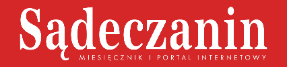 Sądeczanin
MIESIĘCZNIK I PORTAL INTERNETOWY